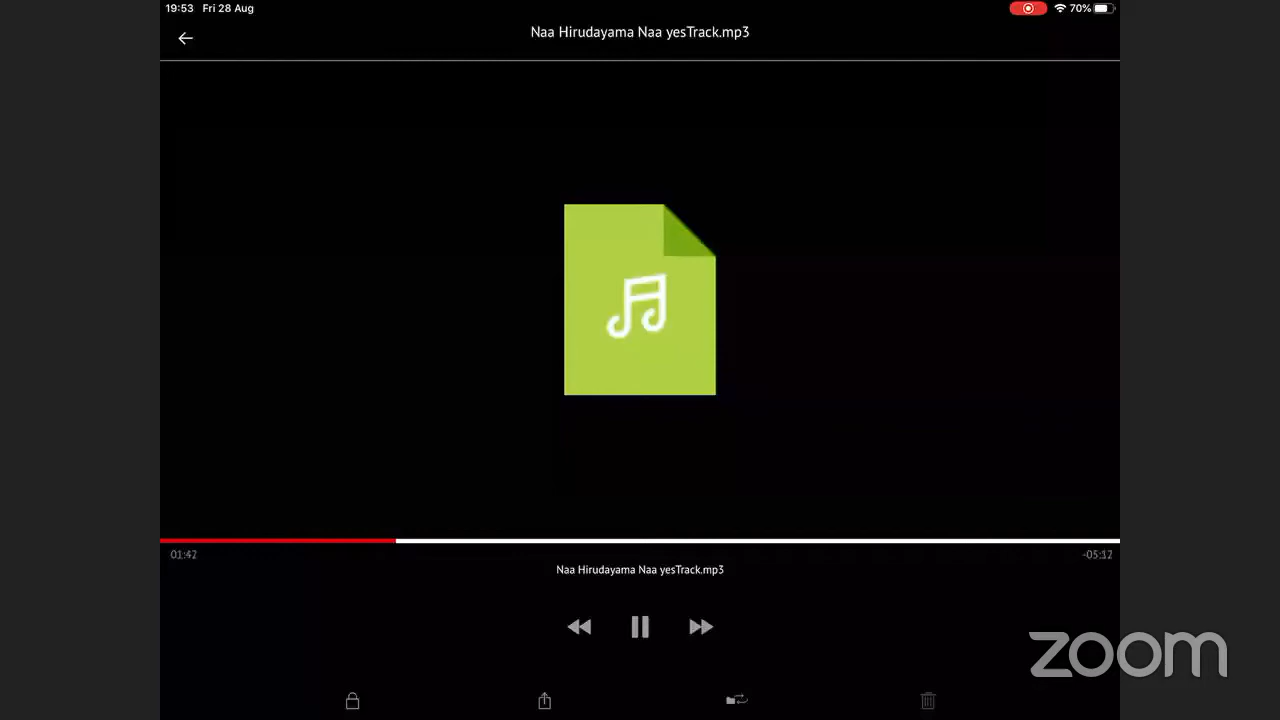 19:53 Fri 28 Aug 70%
Naa Hirudayama Naa yesTrack.mp3
01:42 -05:12
Naa Hirudayama Naa yesTrack.mp3
zoom